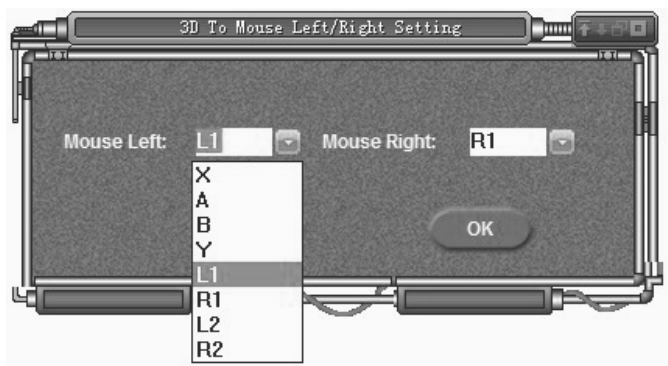 3D To Mouse Left/Right Setting
Mouse Left: L1 Mouse Right: R1
X
A
B
Y
L1
R1
L2
R2
OK